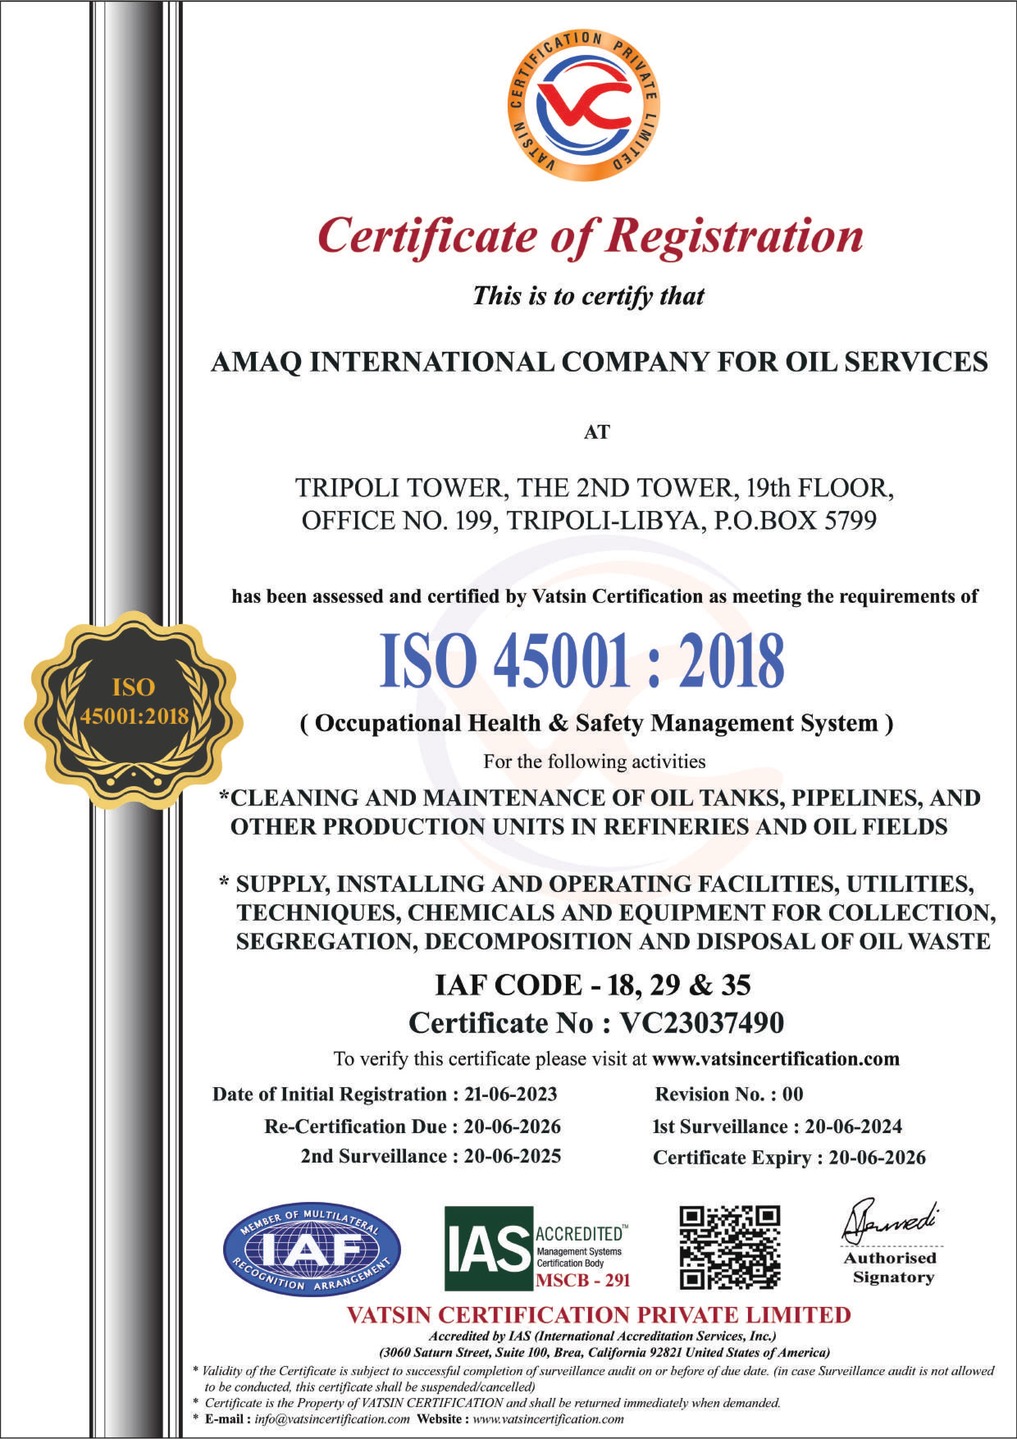 VATSIN CERTIFICATION PRIVATE LIMITED
VC
Certificate of Registration
This is to certify that
AMAQ INTERNATIONAL COMPANY FOR OIL SERVICES
AT
TRIPOLI TOWER, THE 2ND TOWER, 19th FLOOR,
OFFICE NO. 199, TRIPOLI-LIBYA, P.O.BOX 5799
has been assessed and certified by Vatsin Certification as meeting the requirements of
ISO 45001 : 2018
ISO
45001:2018
( Occupational Health & Safety Management System )
For the following activities
*CLEANING AND MAINTENANCE OF OIL TANKS, PIPELINES, AND
OTHER PRODUCTION UNITS IN REFINERIES AND OIL FIELDS
* SUPPLY, INSTALLING AND OPERATING FACILITIES, UTILITIES,
TECHNIQUES, CHEMICALS AND EQUIPMENT FOR COLLECTION,
SEGREGATION, DECOMPOSITION AND DISPOSAL OF OIL WASTE
IAF CODE - 18, 29 & 35
Certificate No : VC23037490
To verify this certificate please visit at www.vatsincertification.com
Date of Initial Registration : 21-06-2023 Revision No. : 00
Re-Certification Due : 20-06-2026 1st Surveillance : 20-06-2024
2nd Surveillance : 20-06-2025 Certificate Expiry : 20-06-2026
MEMBER OF MULTILATERAL
IAF
RECOGNITION ARRANGEMENT
IAS ACCREDITED™
Management Systems
Certification Body
MSCB - 291
Authorised
Signatory
VATSIN CERTIFICATION PRIVATE LIMITED
Accredited by IAS (International Accreditation Services, Inc.)
(3060 Saturn Street, Suite 100, Brea, California 92821 United States of America)
* Validity of the Certificate is subject to successful completion of surveillance audit on or before of due date. (in case Surveillance audit is not allowed
to be conducted, this certificate shall be suspended/cancelled)
* Certificate is the Property of VATSIN CERTIFICATION and shall be returned immediately when demanded.
* E-mail : info@vatsincertification.com Website : www.vatsincertification.com